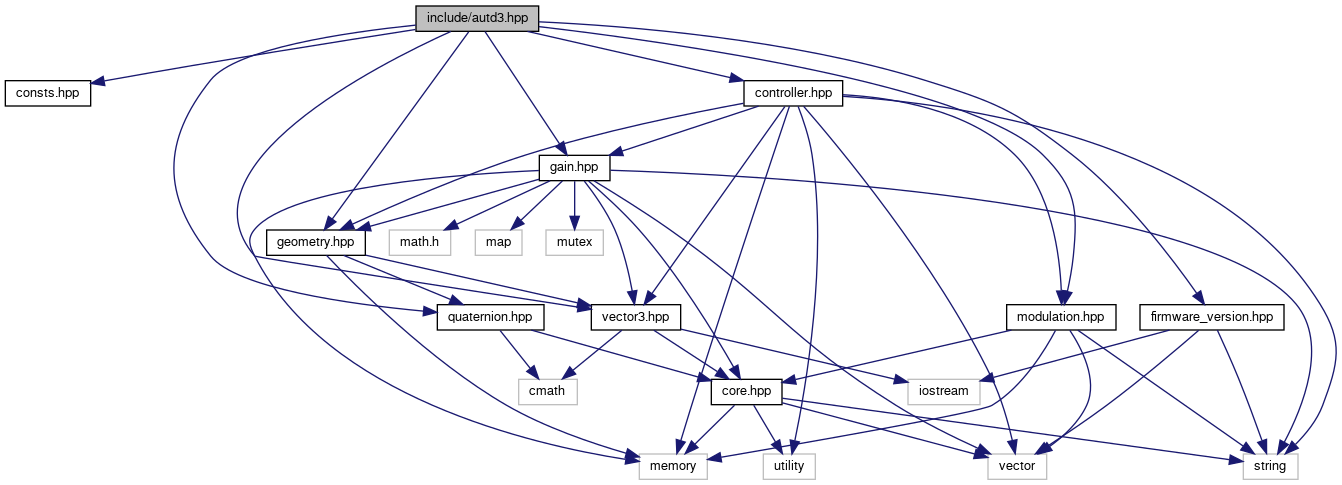 include/autd3.hpp
consts.hpp
controller.hpp
gain.hpp
geometry.hpp
math.h
map
mutex
quaternion.hpp
vector3.hpp
modulation.hpp
firmware_version.hpp
cmath
core.hpp
iostream
memory
utility
vector
string